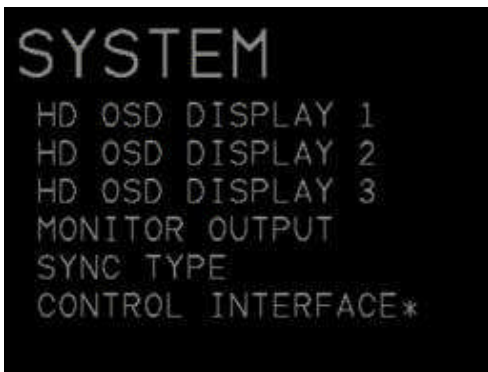 SYSTEM
HD OSD DISPLAY 1
HD OSD DISPLAY 2
HD OSD DISPLAY 3
MONITOR OUTPUT
SYNC TYPE
CONTROL INTERFACE*